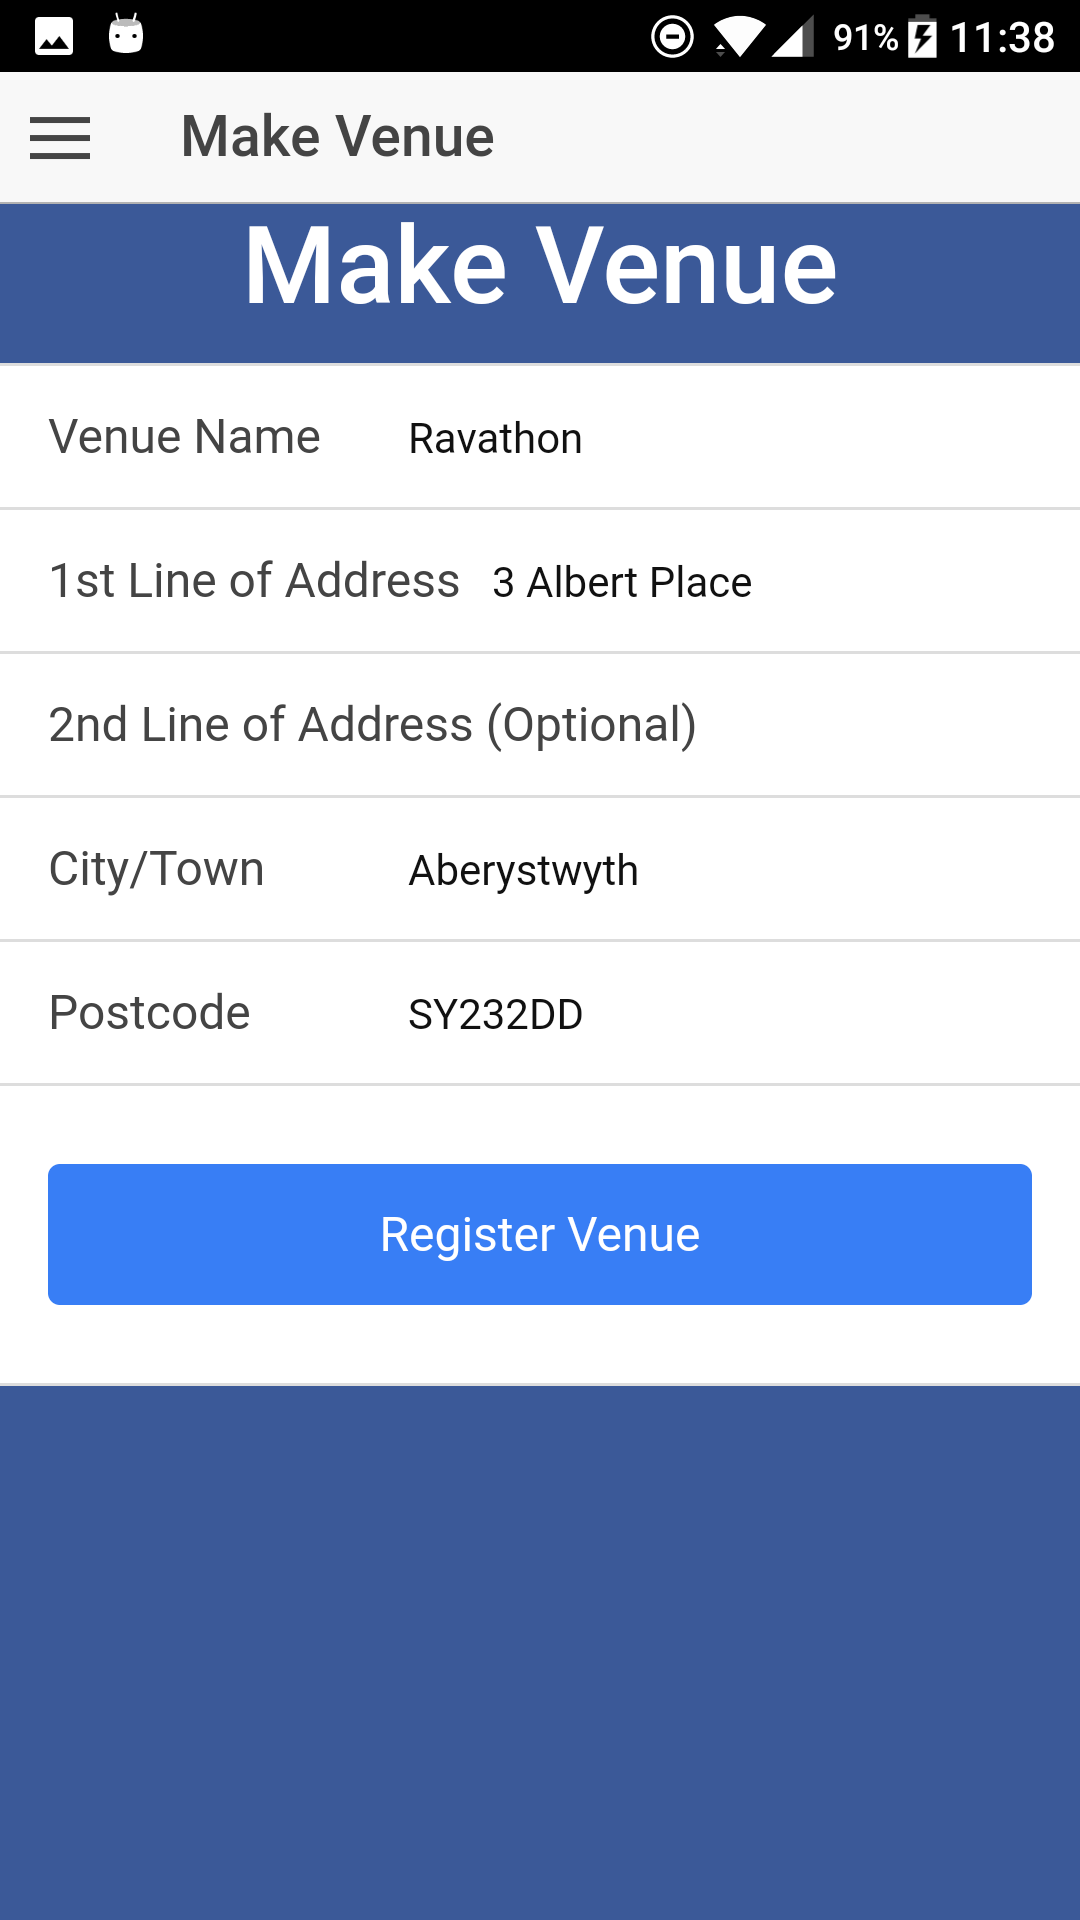 91% 11:38
Make Venue
Make Venue
Venue Name Ravathon
1st Line of Address 3 Albert Place
2nd Line of Address (Optional)
City/Town Aberystwyth
Postcode SY232DD
Register Venue